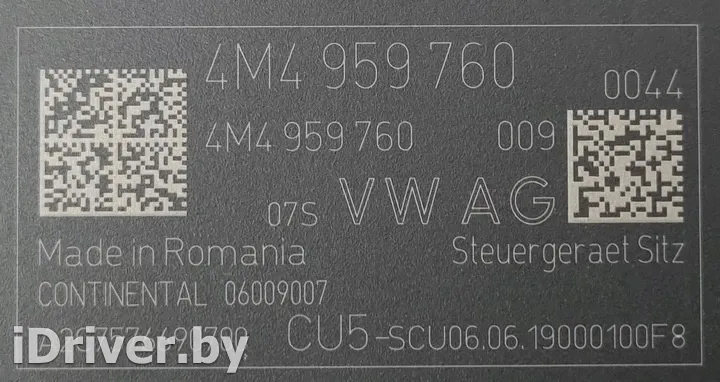 4M4 959 760
0044
4M4 959 760 009
07S VW AG
Made in Romania Steuergeraet Sitz
CONTINENTAL 06009007
CU5-SCU06.06.19000100F8
iDriver.by